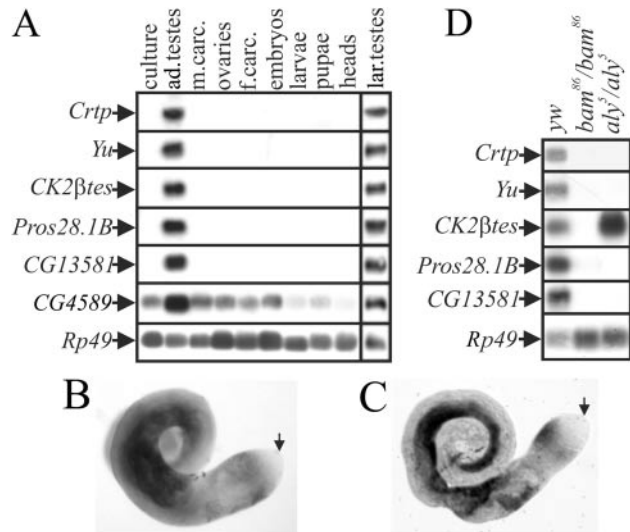 A
culture
ad.testes
m.carc.
ovaries
f.carc.
embryos
larvae
pupae
heads
lar.testes
Crtp
Yu
CK2βtes
Pros28.1B
CG13581
CG4589
Rp49
D
yw
bam⁸⁶/bam⁸⁶
aly⁵/aly⁵
Crtp
Yu
CK2βtes
Pros28.1B
CG13581
Rp49
B
C